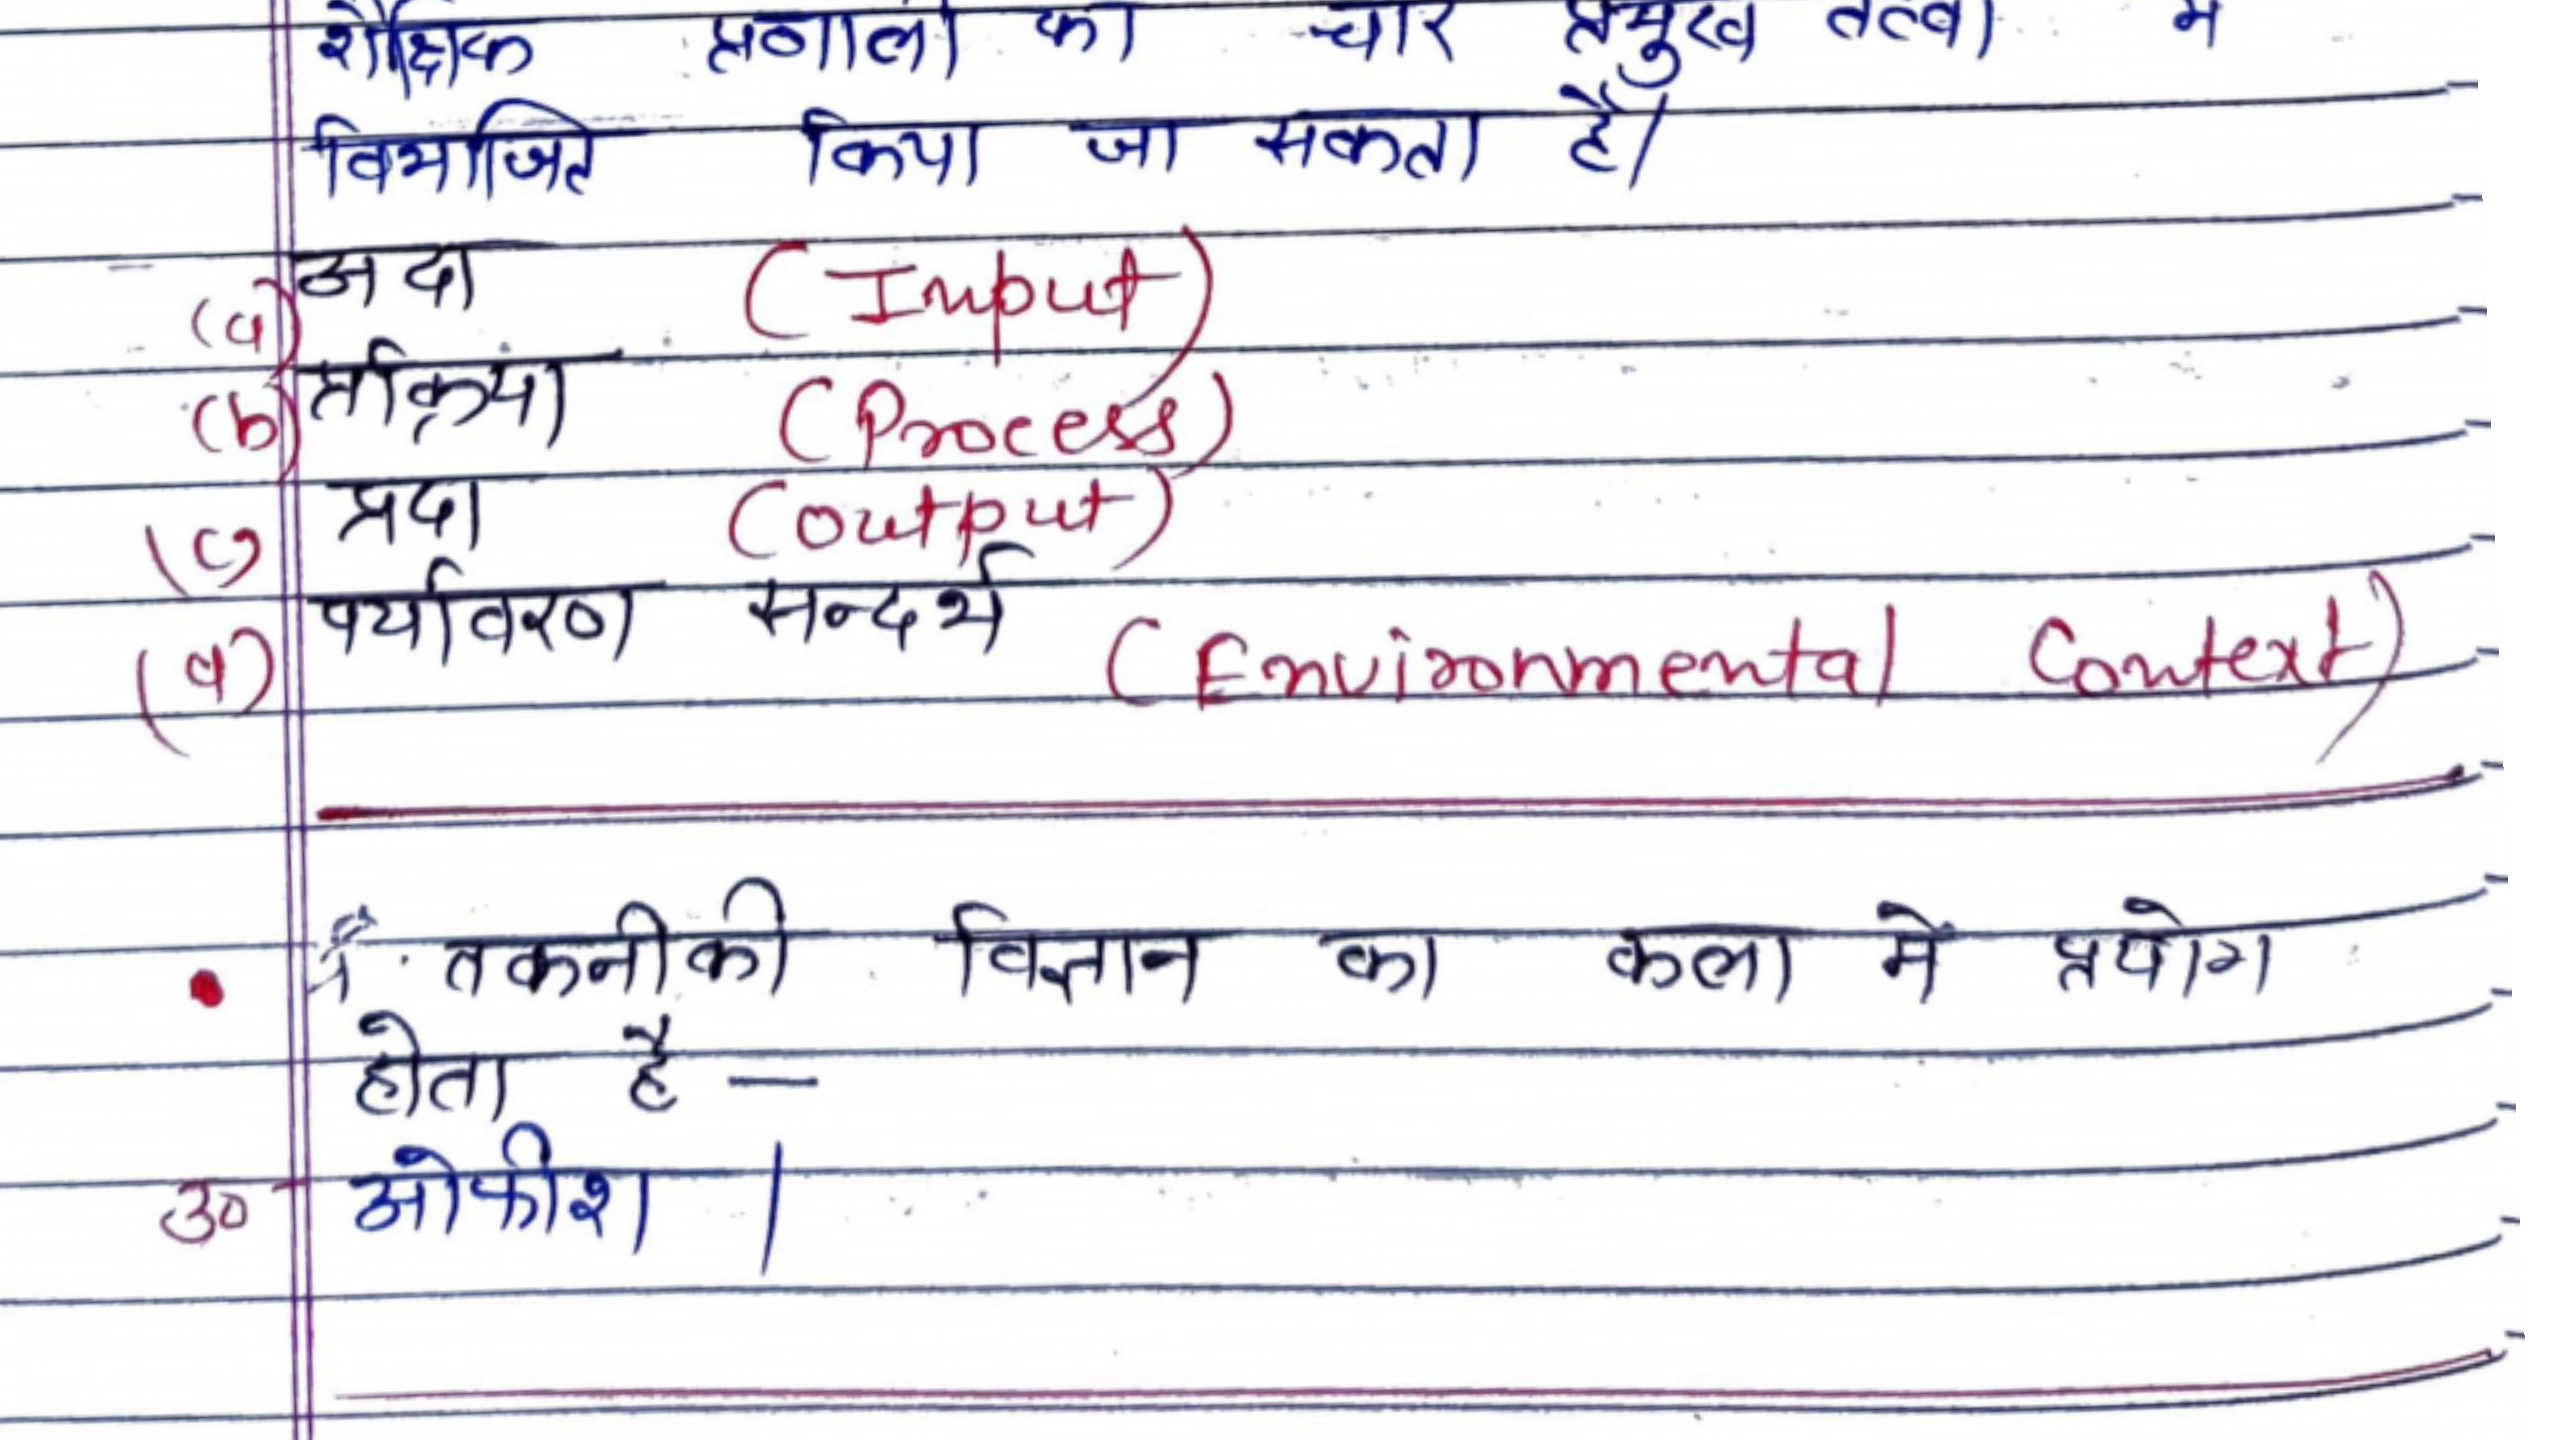 शैक्षिक प्रणाली को चार प्रमुख तत्वों में
विभाजित किया जा सकता है।
(a) अदा (Input)
(b) प्रक्रिया (Process)
(c) प्रदा (Output)
(d) पर्यावरण सन्दर्भ (Environmental Context)
• में तकनीकी विज्ञान का कला में प्रयोग
होता है —
उ० ओफीश ।